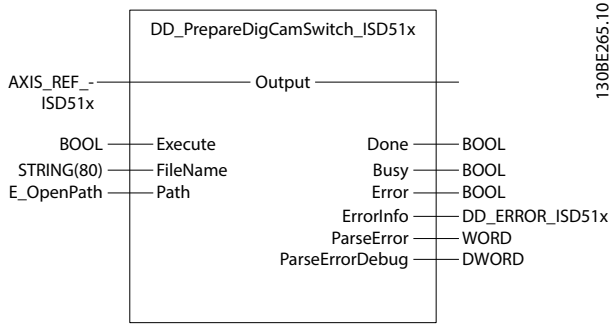 DD_PrepareDigCamSwitch_ISD51x
AXIS_REF_-
ISD51x
Output
BOOL Execute Done BOOL
STRING(80) FileName Busy BOOL
E_OpenPath Path Error BOOL
ErrorInfo DD_ERROR_ISD51x
ParseError WORD
ParseErrorDebug DWORD
130BE265.10